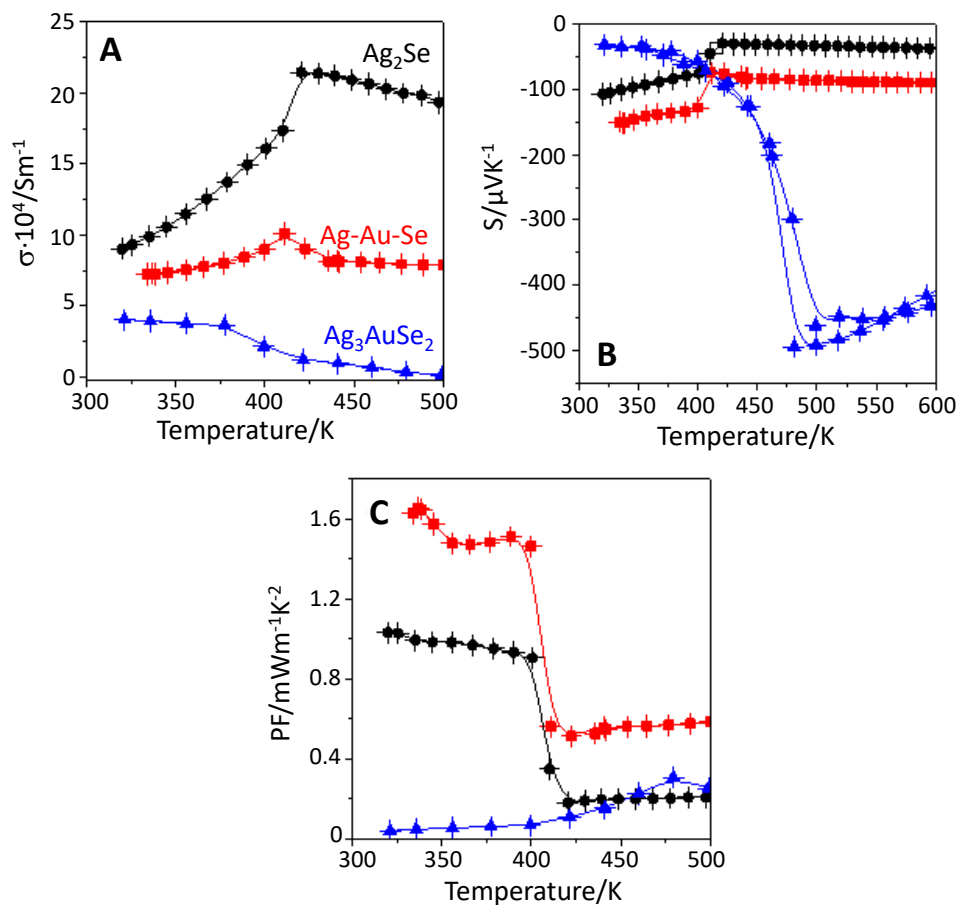 A
Ag₂Se
Ag-Au-Se
Ag₃AuSe₂
σ·10⁴/Sm⁻¹
25
20
15
10
5
0
300 350 400 450 500
Temperature/K
B
S/μVK⁻¹
0
-100
-200
-300
-400
-500
300 350 400 450 500 550 600
Temperature/K
C
PF/mWm⁻¹K⁻²
1.6
1.2
0.8
0.4
0
300 350 400 450 500
Temperature/K